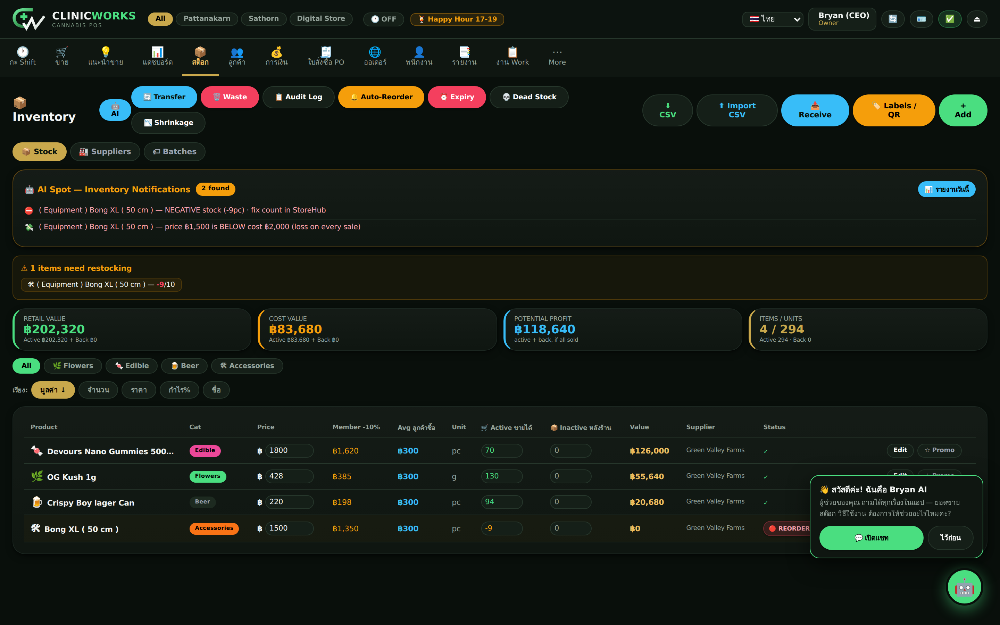 CLINICWORKS
CANNABIS POS
All Pattanakarn Sathorn Digital Store OFF Happy Hour 17-19
ไทย
Bryan (CEO)
Owner
กะ Shift ขาย แนะนำขาย แดชบอร์ด สต็อก ลูกค้า การเงิน ใบสั่งซื้อ PO ออเดอร์ พนักงาน รายงาน งาน Work More
Inventory
AI
Transfer Waste Audit Log Auto-Reorder Expiry Dead Stock
Shrinkage
CSV
Import CSV
Receive
Labels / QR
+ Add
Stock Suppliers Batches
AI Spot — Inventory Notifications 2 found
รายงานวันนี้
( Equipment ) Bong XL ( 50 cm ) — NEGATIVE stock (-9pc) · fix count in StoreHub
( Equipment ) Bong XL ( 50 cm ) — price ฿1,500 is BELOW cost ฿2,000 (loss on every sale)
⚠ 1 items need restocking
( Equipment ) Bong XL ( 50 cm ) — -9/10
RETAIL VALUE
฿202,320
Active ฿202,320 + Back ฿0
COST VALUE
฿83,680
Active ฿83,680 + Back ฿0
POTENTIAL PROFIT
฿118,640
active + back, if all sold
ITEMS / UNITS
4 / 294
Active 294 · Back 0
All Flowers Edible Beer Accessories
เรียง: มูลค่า ↓ จำนวน ราคา กำไร% ชื่อ
Product Cat Price Member -10% Avg ลูกค้าซื้อ Unit Active ขายได้ Inactive หลังร้าน Value Supplier Status
Devours Nano Gummies 500... Edible ฿ 1800 ฿1,620 ฿300 pc 70 0 ฿126,000 Green Valley Farms ✓ Edit ☆ Promo
OG Kush 1g Flowers ฿ 428 ฿385 ฿300 g 130 0 ฿55,640 Green Valley Farms ✓ Edit ☆ Promo
Crispy Boy lager Can Beer ฿ 220 ฿198 ฿300 pc 94 0 ฿20,680 Green Valley Farms ✓
Bong XL ( 50 cm ) Accessories ฿ 1500 ฿1,350 ฿300 pc -9 0 ฿0 Green Valley Farms REORDER
สวัสดีค่ะ! ฉันคือ Bryan AI
ผู้ช่วยของคุณ ถามได้ทุกเรื่องในแอป — ยอดขาย
สต๊อก วิธีใช้งาน ต้องการให้ช่วยอะไรไหมคะ?
เปิดแชท ไว้ก่อน